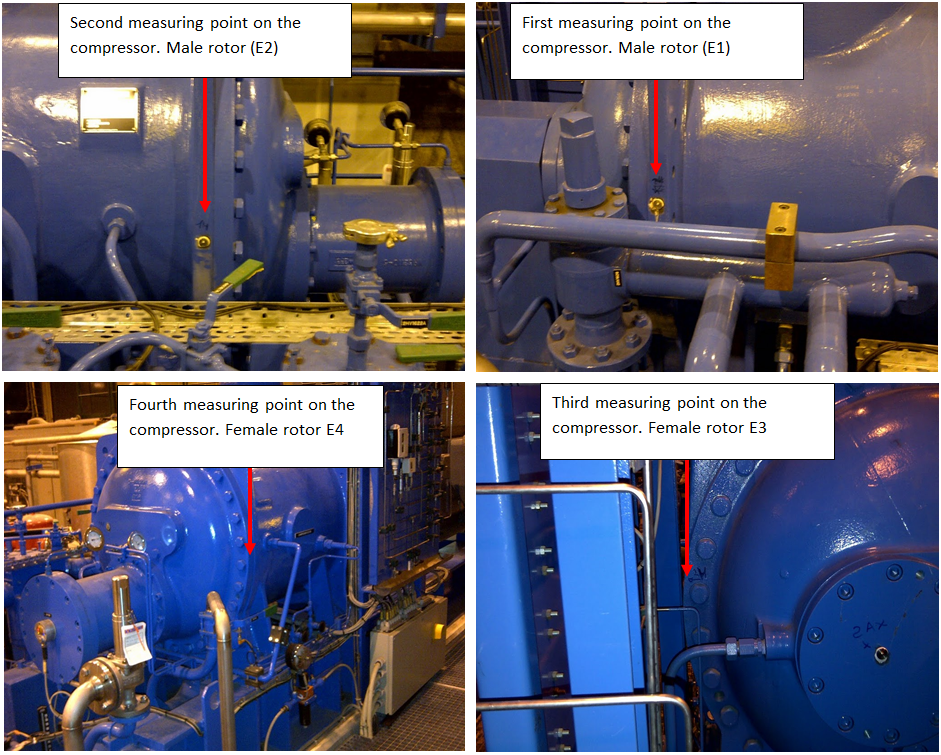 Second measuring point on the
compressor. Male rotor (E2)
First measuring point on the
compressor. Male rotor (E1)
Fourth measuring point on the
compressor. Female rotor E4
Third measuring point on the
compressor. Female rotor E3